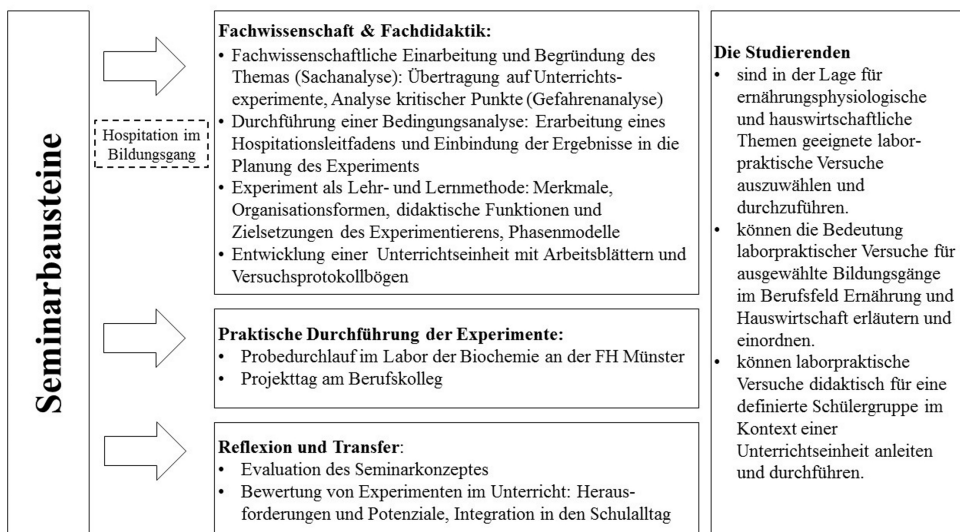 Seminarbausteine
Hospitation im
Bildungsgang
Fachwissenschaft & Fachdidaktik:
• Fachwissenschaftliche Einarbeitung und Begründung des
Themas (Sachanalyse): Übertragung auf Unterrichts-
experimente, Analyse kritischer Punkte (Gefahrenanalyse)
• Durchführung einer Bedingungsanalyse: Erarbeitung eines
Hospitationsleitfadens und Einbindung der Ergebnisse in die
Planung des Experiments
• Experiment als Lehr- und Lernmethode: Merkmale,
Organisationsformen, didaktische Funktionen und
Zielsetzungen des Experimentierens, Phasenmodelle
• Entwicklung einer Unterrichtseinheit mit Arbeitsblättern und
Versuchsprotokollbögen
Praktische Durchführung der Experimente:
• Probedurchlauf im Labor der Biochemie an der FH Münster
• Projekttag am Berufskolleg
Reflexion und Transfer:
• Evaluation des Seminarkonzeptes
• Bewertung von Experimenten im Unterricht: Heraus-
forderungen und Potenziale, Integration in den Schulalltag
Die Studierenden
• sind in der Lage für
ernährungsphysiologische
und hauswirtschaftliche
Themen geeignete labor-
praktische Versuche
auszuwählen und
durchzuführen.
• können die Bedeutung
laborpraktischer Versuche für
ausgewählte Bildungsgänge
im Berufsfeld Ernährung und
Hauswirtschaft erläutern und
einordnen.
• können laborpraktische
Versuche didaktisch für eine
definierte Schülergruppe im
Kontext einer
Unterrichtseinheit anleiten
und durchführen.